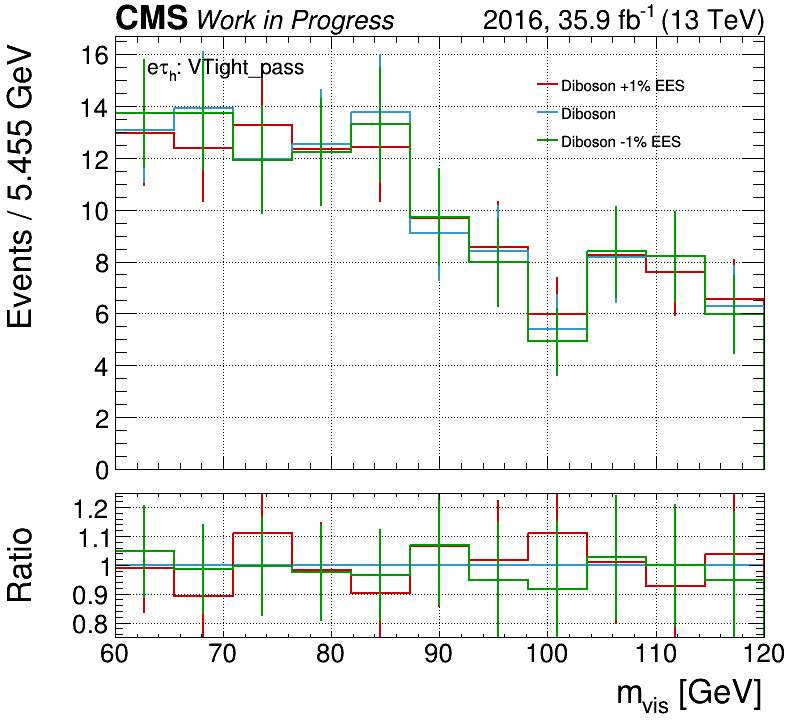 CMS Work in Progress 2016, 35.9 fb⁻¹ (13 TeV)
Events / 5.455 GeV
16
14
12
10
8
6
4
2
0
eτₕ: VTight_pass
Diboson +1% EES
Diboson
Diboson -1% EES
Ratio
1.2
1.1
1
0.9
0.8
60 70 80 90 100 110 120
m_vis [GeV]